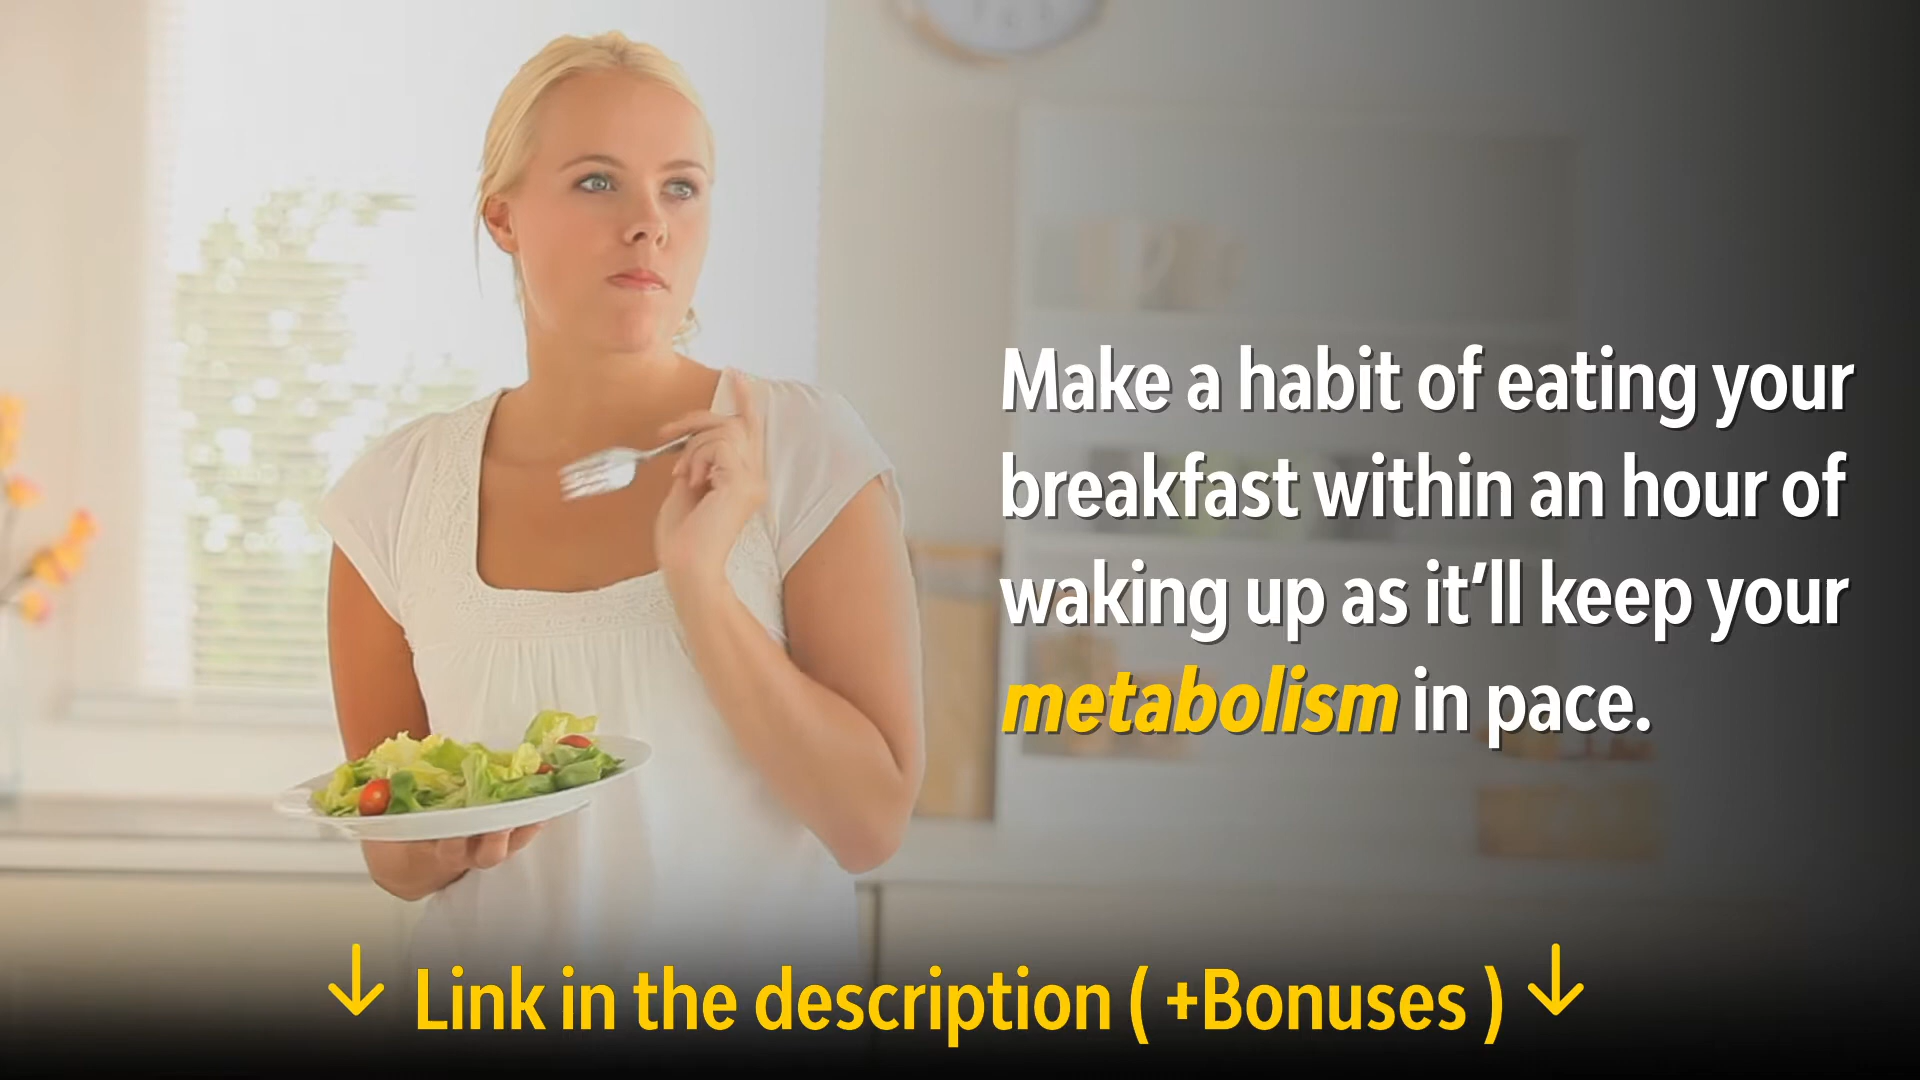 Make a habit of eating your
breakfast within an hour of
waking up as it’ll keep your
metabolism in pace.
↓ Link in the description ( +Bonuses ) ↓